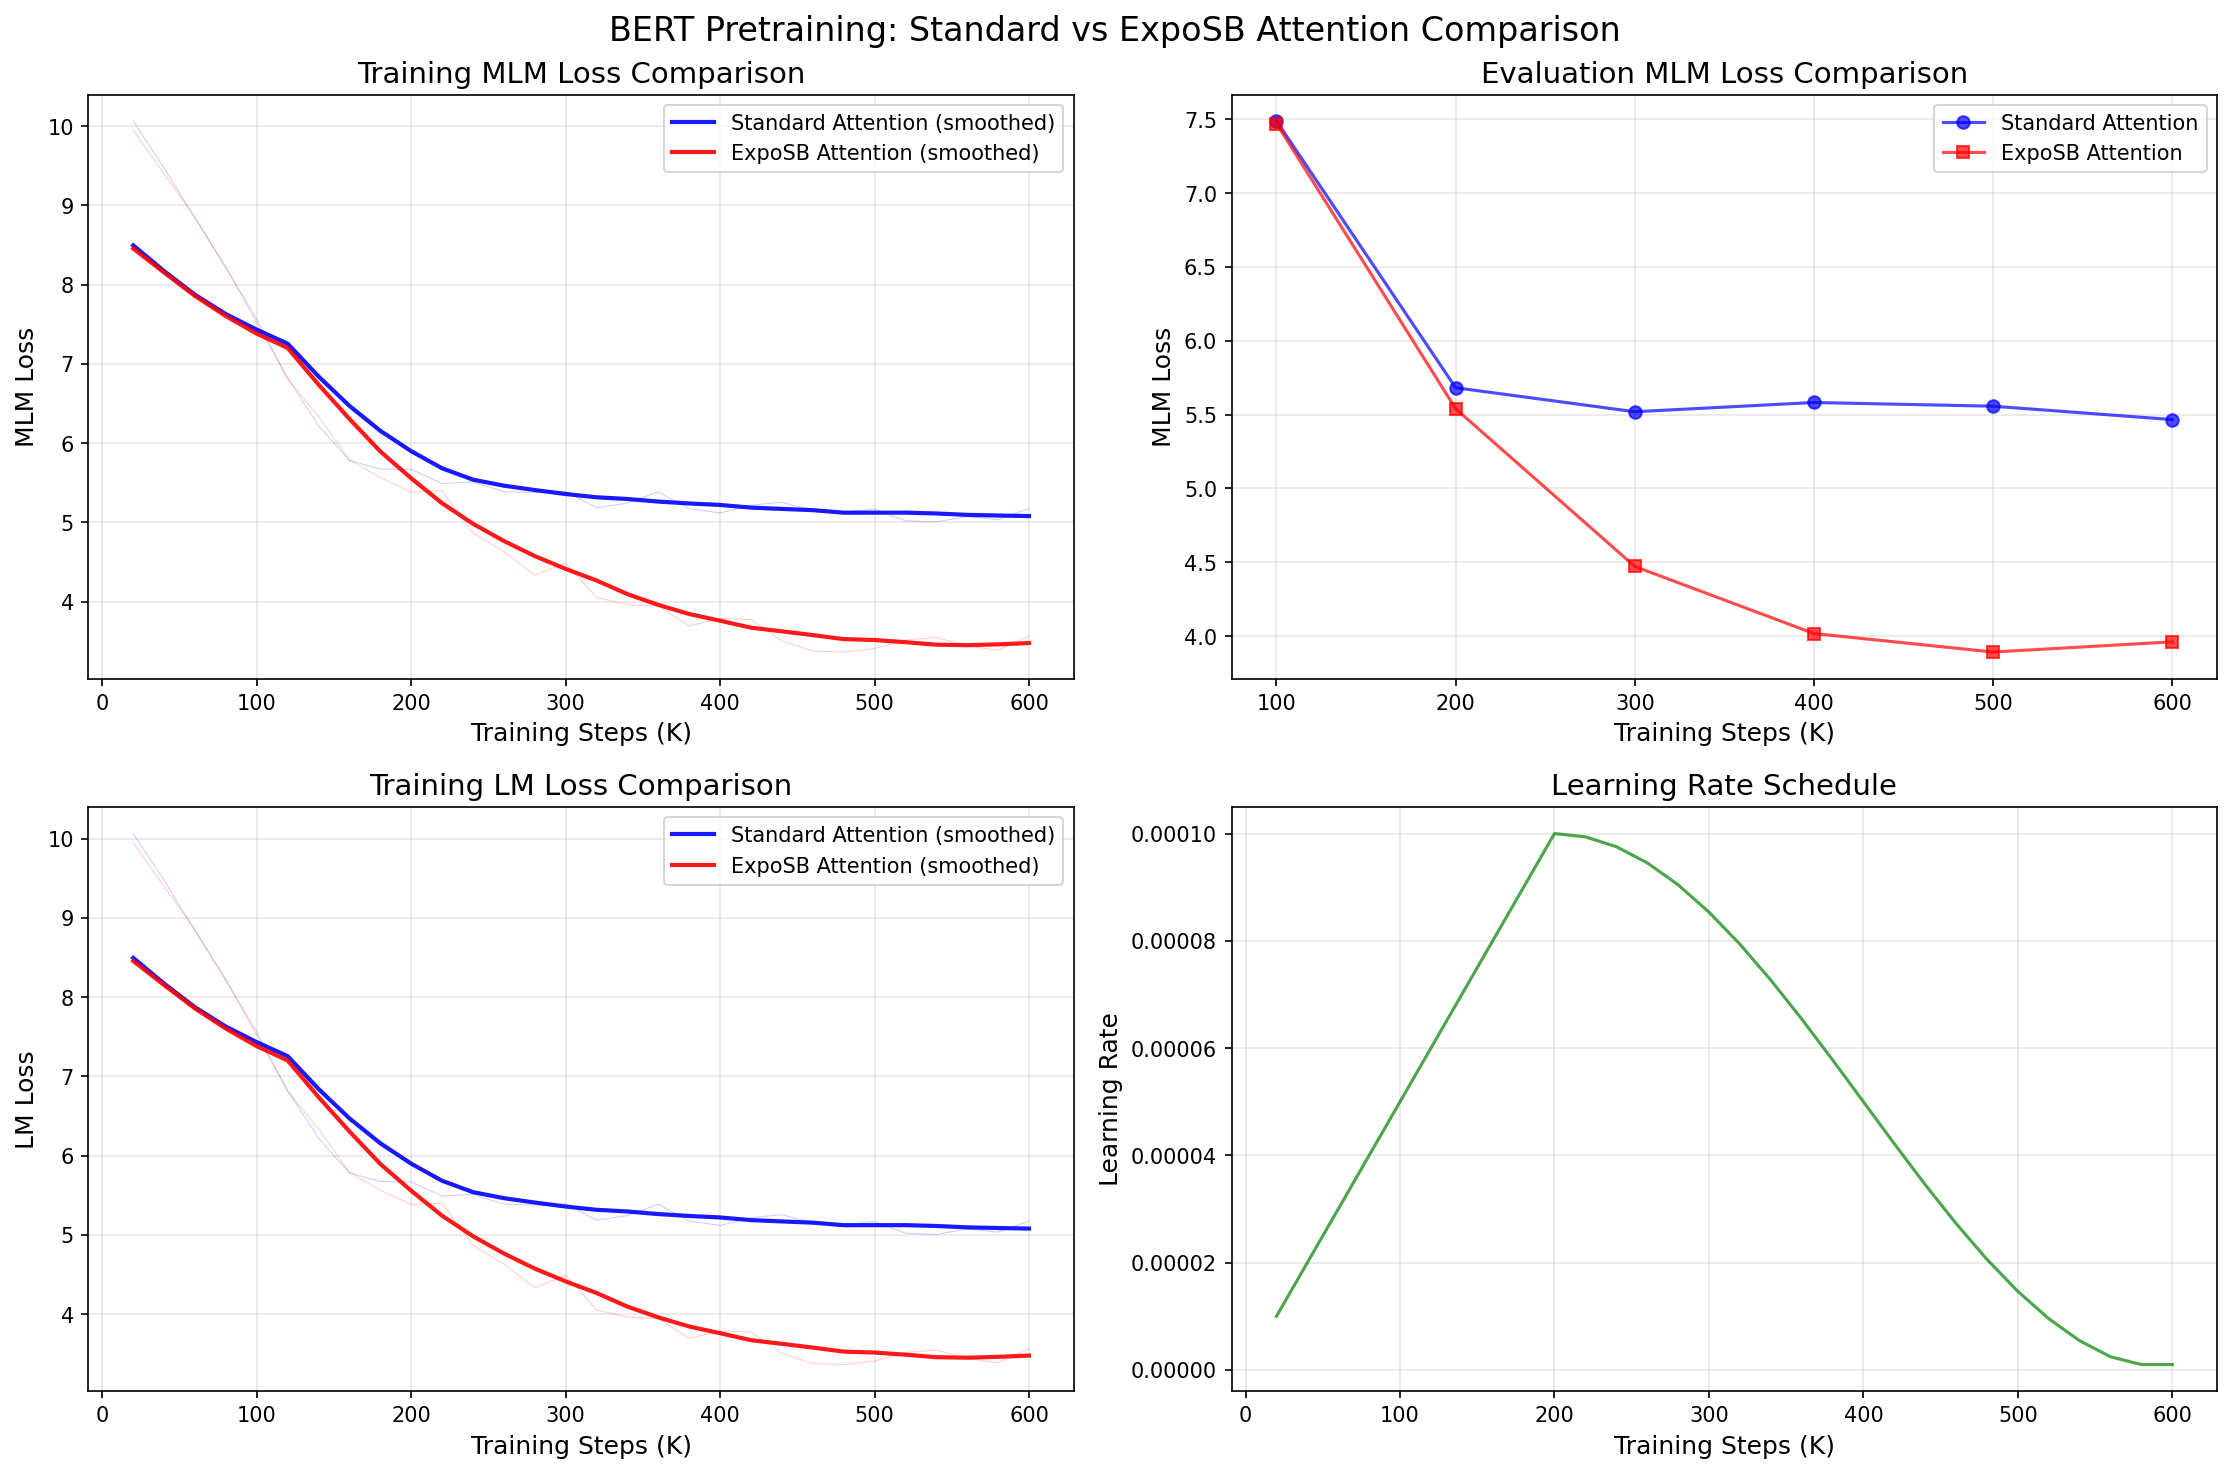 BERT Pretraining: Standard vs ExpoSB Attention Comparison
Training MLM Loss Comparison
10
9
8
7
6
5
4
MLM Loss
Standard Attention (smoothed)
ExpoSB Attention (smoothed)
0 100 200 300 400 500 600
Training Steps (K)
Evaluation MLM Loss Comparison
7.5
7.0
6.5
6.0
5.5
5.0
4.5
4.0
MLM Loss
Standard Attention
ExpoSB Attention
100 200 300 400 500 600
Training Steps (K)
Training LM Loss Comparison
10
9
8
7
6
5
4
LM Loss
Standard Attention (smoothed)
ExpoSB Attention (smoothed)
0 100 200 300 400 500 600
Training Steps (K)
Learning Rate Schedule
0.00010
0.00008
0.00006
0.00004
0.00002
0.00000
Learning Rate
0 100 200 300 400 500 600
Training Steps (K)